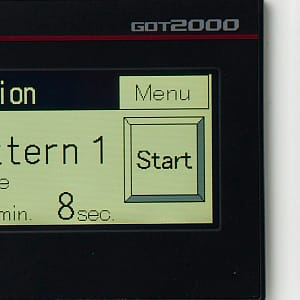 GOT2000
ion Menu
ttern 1
Start
e
min. 8 sec.